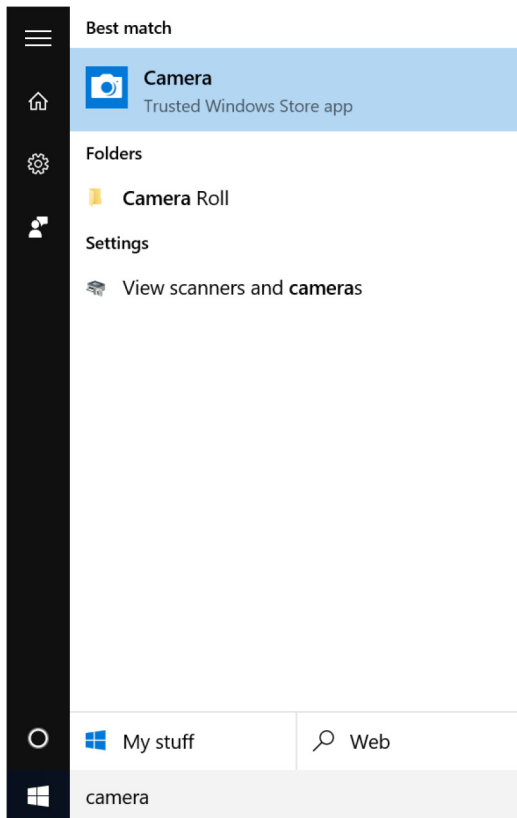 Best match
Camera
Trusted Windows Store app
Folders
Camera Roll
Settings
View scanners and cameras
My stuff
Web
camera